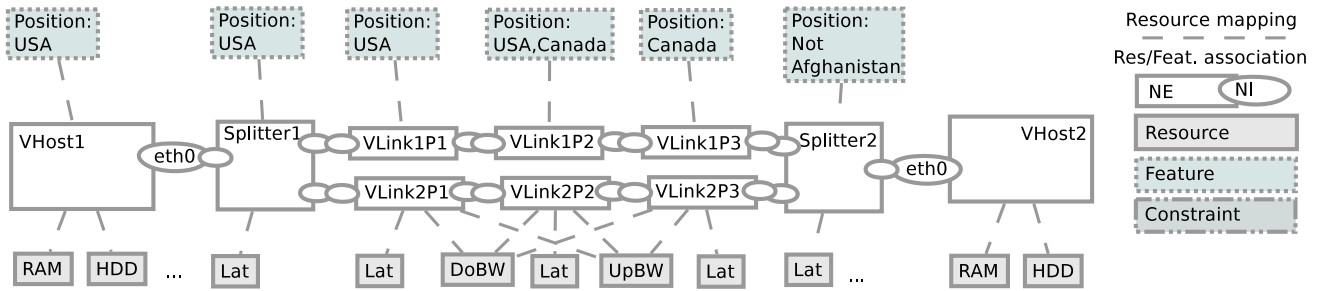 Position:
USA
Position:
USA
Position:
USA
Position:
USA,Canada
Position:
Canada
Position:
Not
Afghanistan
Resource mapping
Res/Feat. association
NE
NI
Resource
Feature
Constraint
VHost1
eth0
Splitter1
VLink1P1
VLink1P2
VLink1P3
Splitter2
eth0
VHost2
VLink2P1
VLink2P2
VLink2P3
RAM
HDD
...
Lat
Lat
DoBW
Lat
UpBW
Lat
Lat
...
RAM
HDD